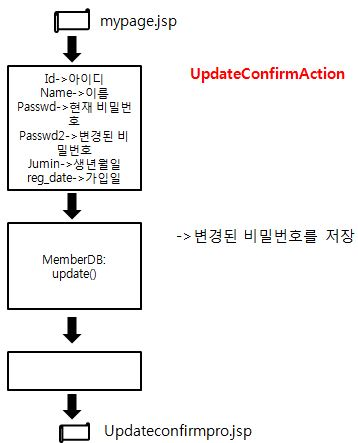 mypage.jsp
Id->아이디
Name->이름
Passwd->현재 비밀번
호
Passwd2->변경된 비
밀번호
Jumin->생년월일
reg_date->가입일
UpdateConfirmAction
MemberDB:
update()
->변경된 비밀번호를 저장
Updateconfirmpro.jsp